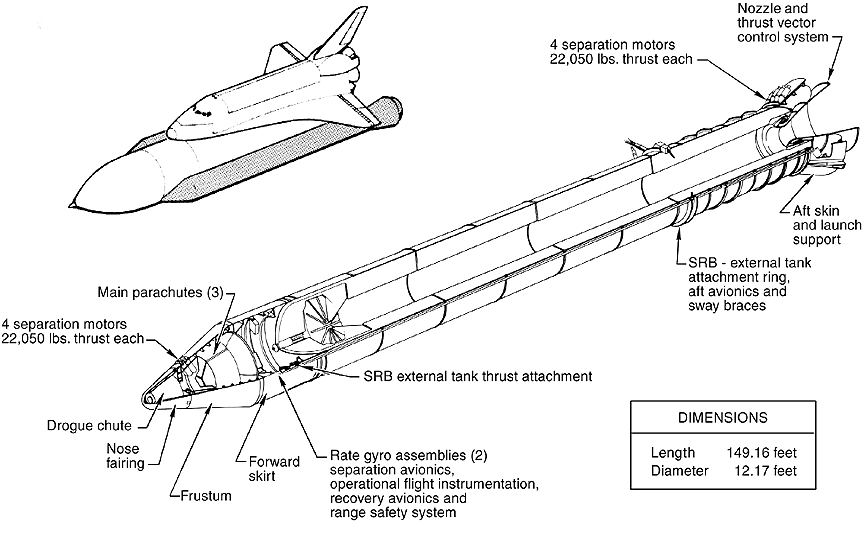 Nozzle and
thrust vector
control system
4 separation motors
22,050 lbs. thrust each
Aft skin
and launch
support
SRB - external tank
attachment ring,
aft avionics and
sway braces
Main parachutes (3)
4 separation motors
22,050 lbs. thrust each
SRB external tank thrust attachment
Drogue chute
Nose
fairing
Frustum
Forward
skirt
Rate gyro assemblies (2)
separation avionics,
operational flight instrumentation,
recovery avionics and
range safety system
DIMENSIONS
Length 149.16 feet
Diameter 12.17 feet